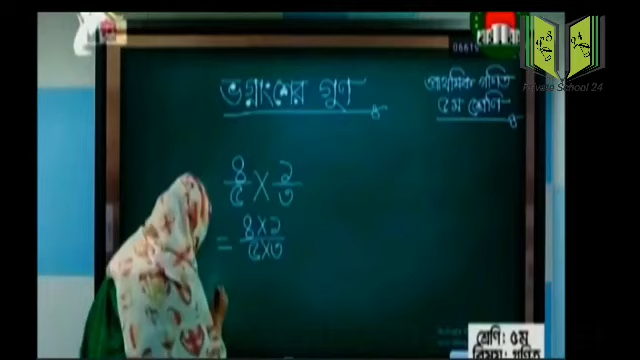 ভগ্নাংশের গুণ
প্রাথমিক গণিত
৫ম শ্রেণি
৪/৫ × ২/৩
= ৪×২/৫×৩
Private School 24
শ্রেণি: ৫ম
বিষয়: গণিত